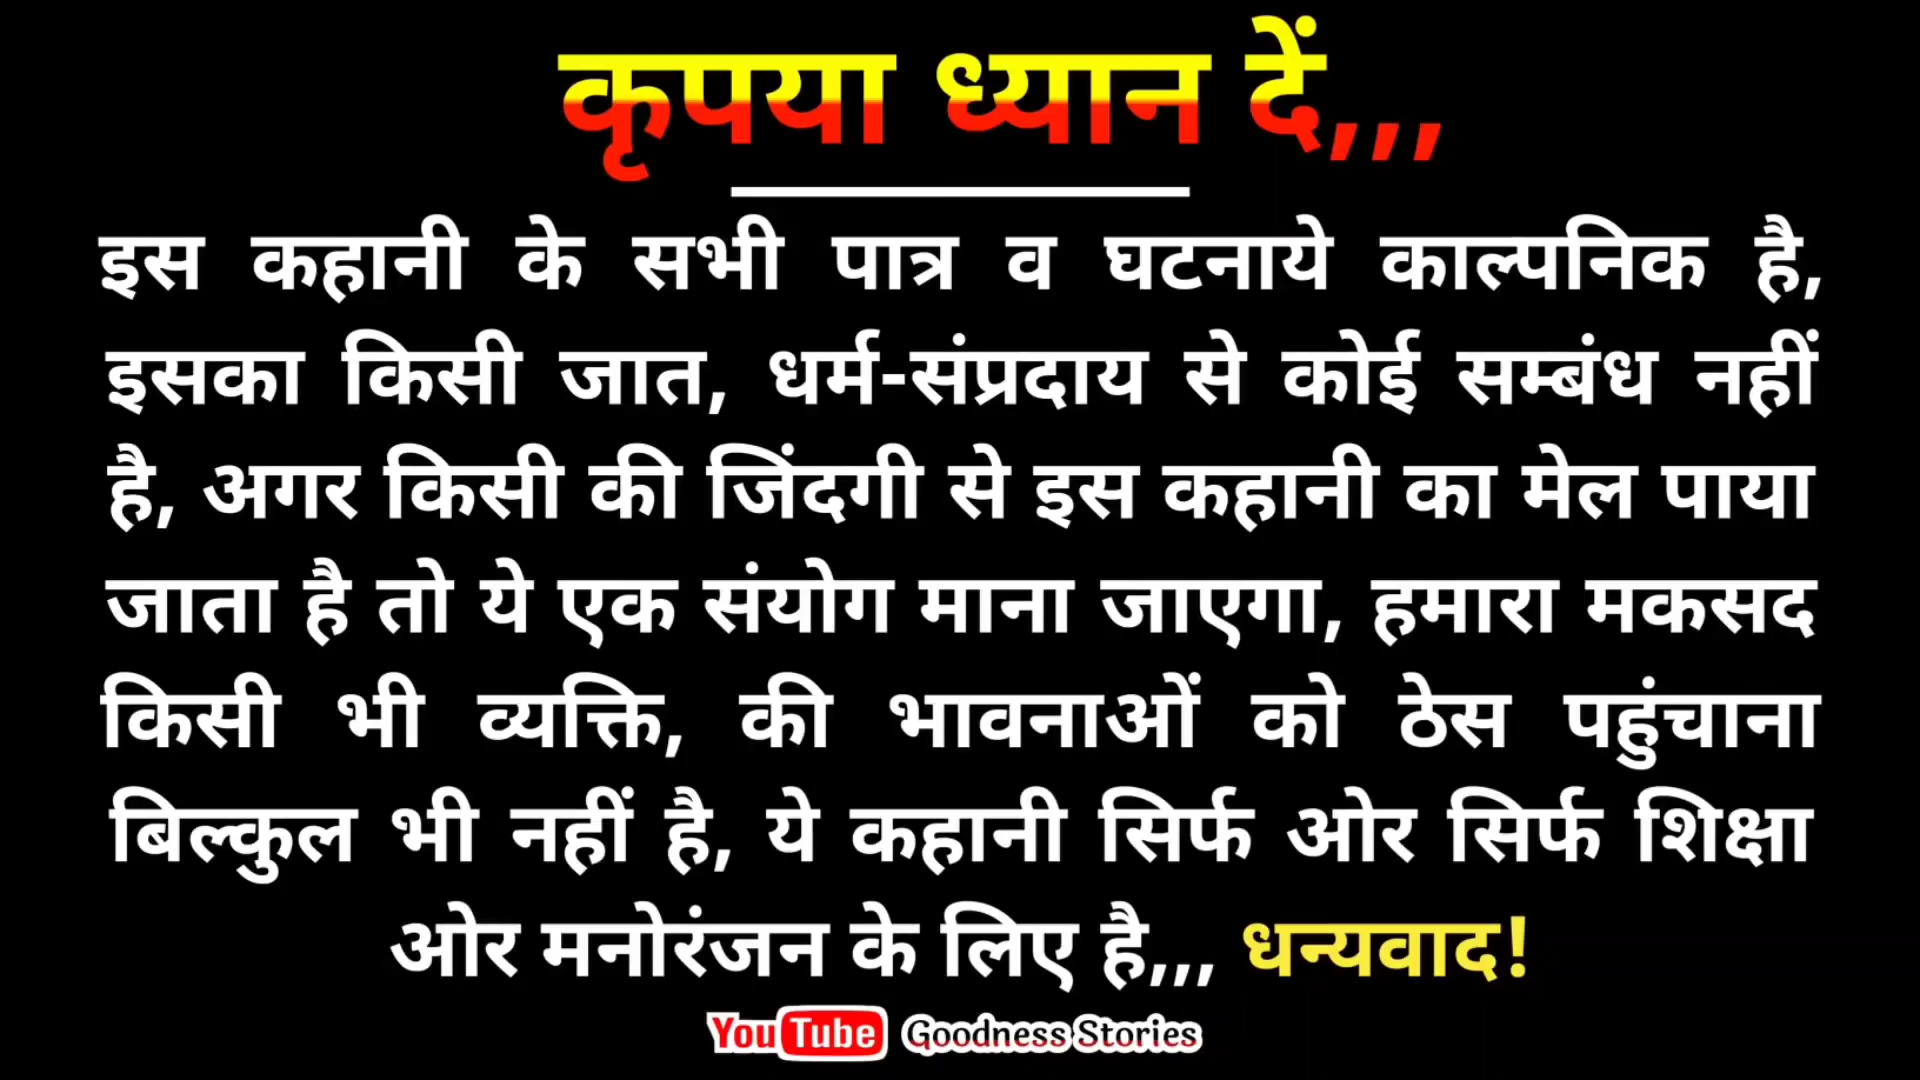 कृपया ध्यान दें,,,
इस कहानी के सभी पात्र व घटनाये काल्पनिक है,
इसका किसी जात, धर्म-संप्रदाय से कोई सम्बंध नहीं
है, अगर किसी की जिंदगी से इस कहानी का मेल पाया
जाता है तो ये एक संयोग माना जाएगा, हमारा मकसद
किसी भी व्यक्ति, की भावनाओं को ठेस पहुंचाना
बिल्कुल भी नहीं है, ये कहानी सिर्फ ओर सिर्फ शिक्षा
ओर मनोरंजन के लिए है,,, धन्यवाद!
YouTube Goodness Stories